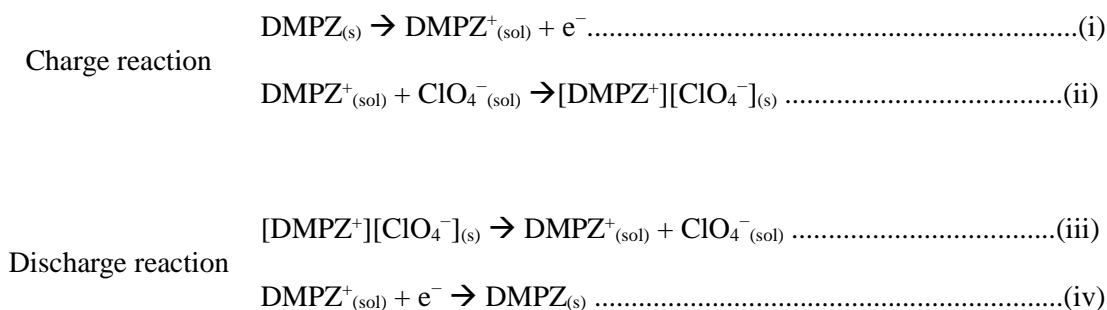 DMPZ(s) → DMPZ⁺(sol) + e⁻..........................................................................(i)
Charge reaction
DMPZ⁺(sol) + ClO₄⁻(sol) →[DMPZ⁺][ClO₄⁻](s) ..........................................(ii)
[DMPZ⁺][ClO₄⁻](s) → DMPZ⁺(sol) + ClO₄⁻(sol) ........................................(iii)
Discharge reaction
DMPZ⁺(sol) + e⁻ → DMPZ(s) .......................................................................(iv)